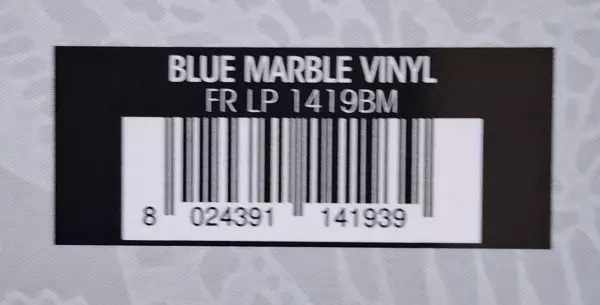 BLUE MARBLE VINYL
FR LP 1419BM
8 024391 141939